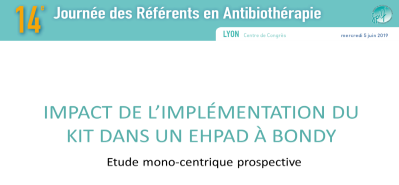 14e Journée des Référents en Antibiothérapie
LYON Centre de Congrès mercredi 5 juin 2019
IMPACT DE L'IMPLÉMENTATION DU
KIT DANS UN EHPAD À BONDY
Etude mono-centrique prospective